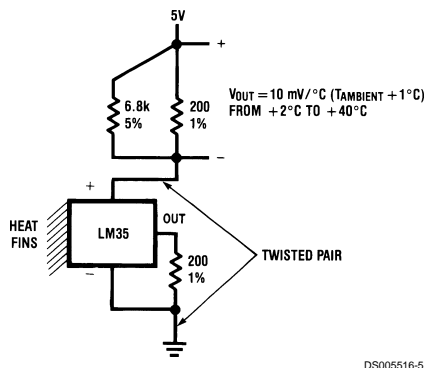 5V
+
6.8k
5%
200
1%
VOUT = 10 mV/°C (TAMBIENT + 1°C)
FROM + 2°C TO + 40°C
−
+
HEAT
FINS
LM35
OUT
−
200
1%
TWISTED PAIR
DS005516-5